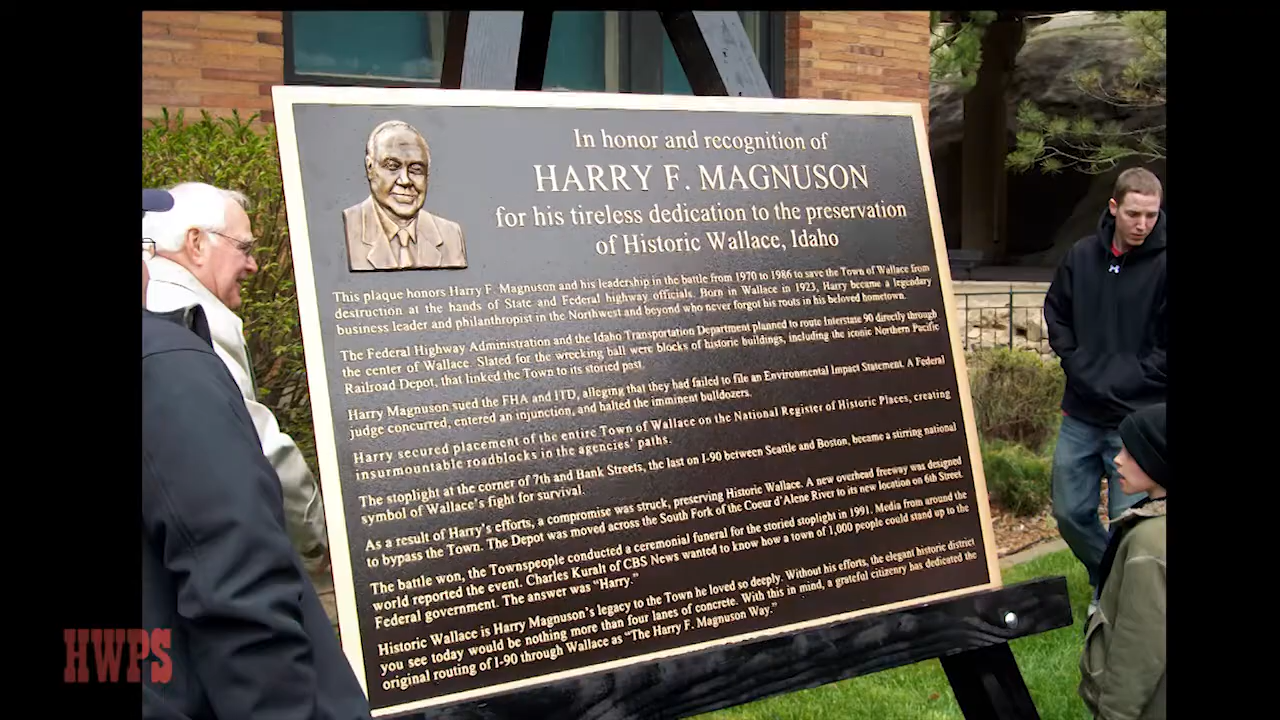 In honor and recognition of
HARRY F. MAGNUSON
for his tireless dedication to the preservation
of Historic Wallace, Idaho
This plaque honors Harry F. Magnuson and his leadership in the battle from 1970 to 1986 to save the Town of Wallace from
destruction at the hands of State and Federal highway officials. Born in Wallace in 1923, Harry became a legendary
business leader and philanthropist in the Northwest and beyond who never forgot his roots in his beloved hometown.
The Federal Highway Administration and the Idaho Transportation Department planned to route Interstate 90 directly through
the center of Wallace. Slated for the wrecking ball were blocks of historic buildings, including the iconic Northern Pacific
Railroad Depot, that linked the Town to its storied past.
Harry Magnuson sued the FHA and ITD, alleging that they had failed to file an Environmental Impact Statement. A Federal
judge concurred, entered an injunction, and halted the imminent bulldozers.
Harry secured placement of the entire Town of Wallace on the National Register of Historic Places, creating
insurmountable roadblocks in the agencies' paths.
The stoplight at the corner of 7th and Bank Streets, the last on I-90 between Seattle and Boston, became a stirring national
symbol of Wallace's fight for survival.
As a result of Harry's efforts, a compromise was struck, preserving Historic Wallace. A new overhead freeway was designed
to bypass the Town. The Depot was moved across the South Fork of the Coeur d'Alene River to its new location on 6th Street.
The battle won, the Townspeople conducted a ceremonial funeral for the storied stoplight in 1991. Media from around the
world reported the event. Charles Kuralt of CBS News wanted to know how a town of 1,000 people could stand up to the
Federal government. The answer was "Harry."
Historic Wallace is Harry Magnuson's legacy to the Town he loved so deeply. Without his efforts, the elegant historic district
you see today would be nothing more than four lanes of concrete. With this in mind, a grateful citizenry has dedicated the
original routing of I-90 through Wallace as "The Harry F. Magnuson Way."
HWPS